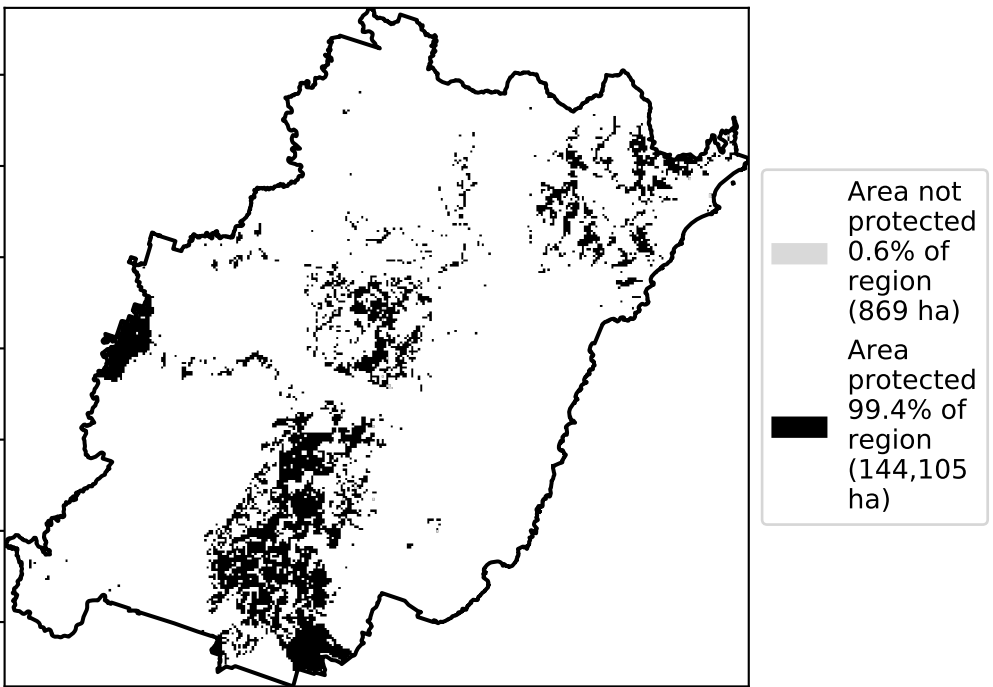 Area not
protected
0.6% of
region
(869 ha)
Area
protected
99.4% of
region
(144,105
ha)